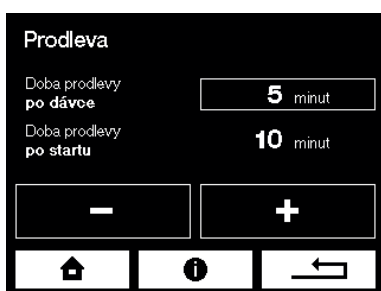 Prodleva
Doba prodlevy
po dávce
5 minut
Doba prodlevy
po startu
10 minut
− +